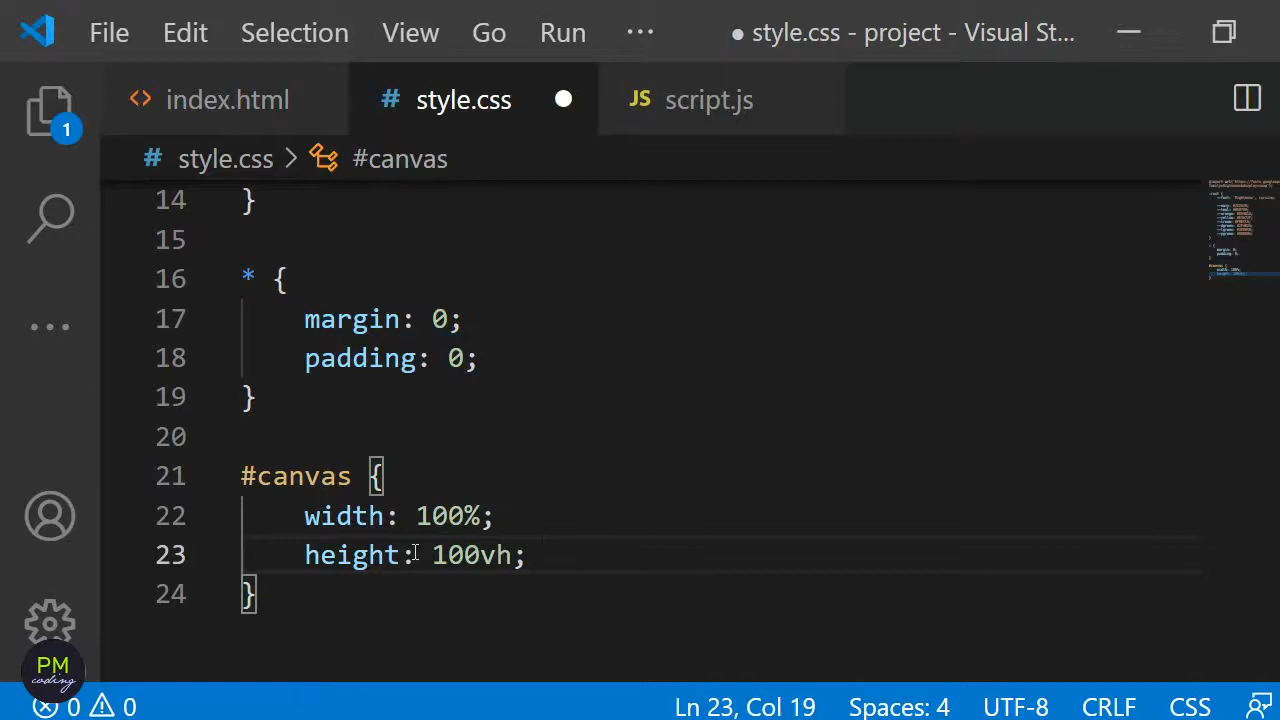 File Edit Selection View Go Run ··· ● style.css - project - Visual St...
<> index.html # style.css ● JS script.js
1
# style.css > #canvas
14 }
15
16 * {
17 margin: 0;
18 padding: 0;
19 }
20
21 #canvas {
22 width: 100%;
23 height: 100vh;
24 }
PM
coding
0 0 Ln 23, Col 19 Spaces: 4 UTF-8 CRLF CSS